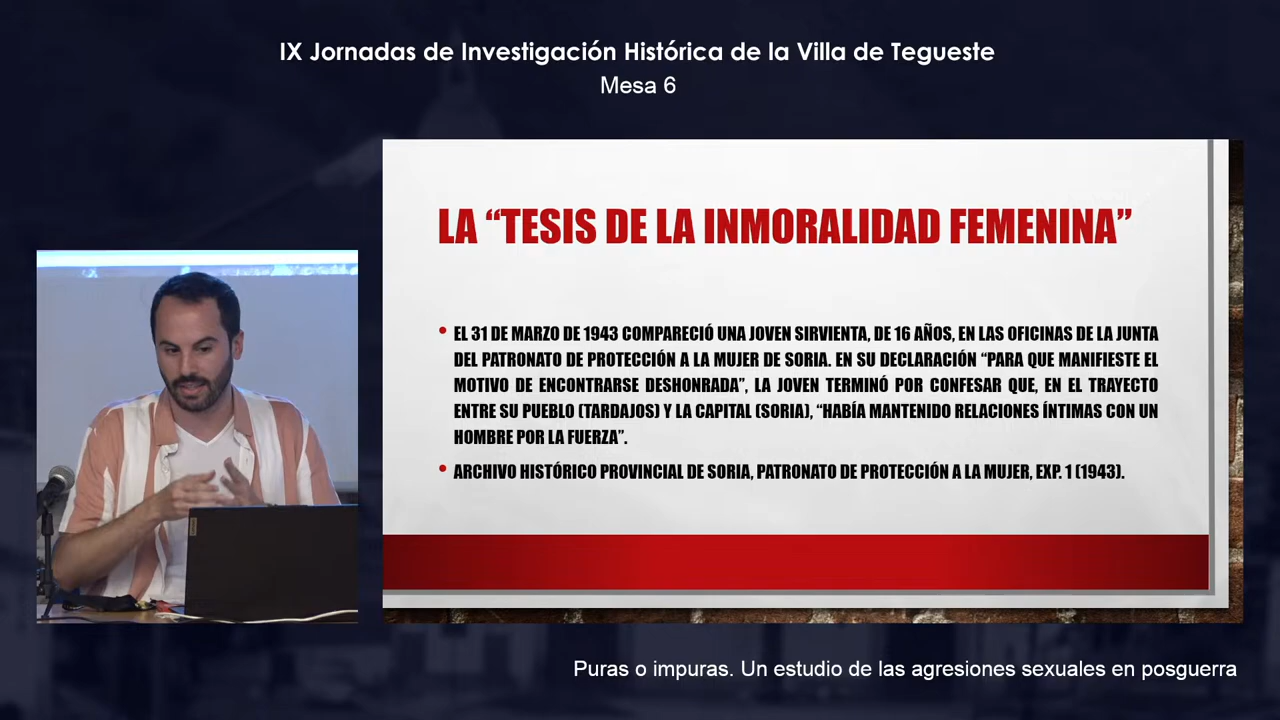 IX Jornadas de Investigación Histórica de la Villa de Tegueste
Mesa 6
LA “TESIS DE LA INMORALIDAD FEMENINA”
• EL 31 DE MARZO DE 1943 COMPARECIÓ UNA JOVEN SIRVIENTA, DE 16 AÑOS, EN LAS OFICINAS DE LA JUNTA
DEL PATRONATO DE PROTECCIÓN A LA MUJER DE SORIA. EN SU DECLARACIÓN “PARA QUE MANIFIESTE EL
MOTIVO DE ENCONTRARSE DESHONRADA”, LA JOVEN TERMINÓ POR CONFESAR QUE, EN EL TRAYECTO
ENTRE SU PUEBLO (TARDAJOS) Y LA CAPITAL (SORIA), “HABÍA MANTENIDO RELACIONES ÍNTIMAS CON UN
HOMBRE POR LA FUERZA”.
• ARCHIVO HISTÓRICO PROVINCIAL DE SORIA, PATRONATO DE PROTECCIÓN A LA MUJER, EXP. 1 (1943).
Puras o impuras. Un estudio de las agresiones sexuales en posguerra